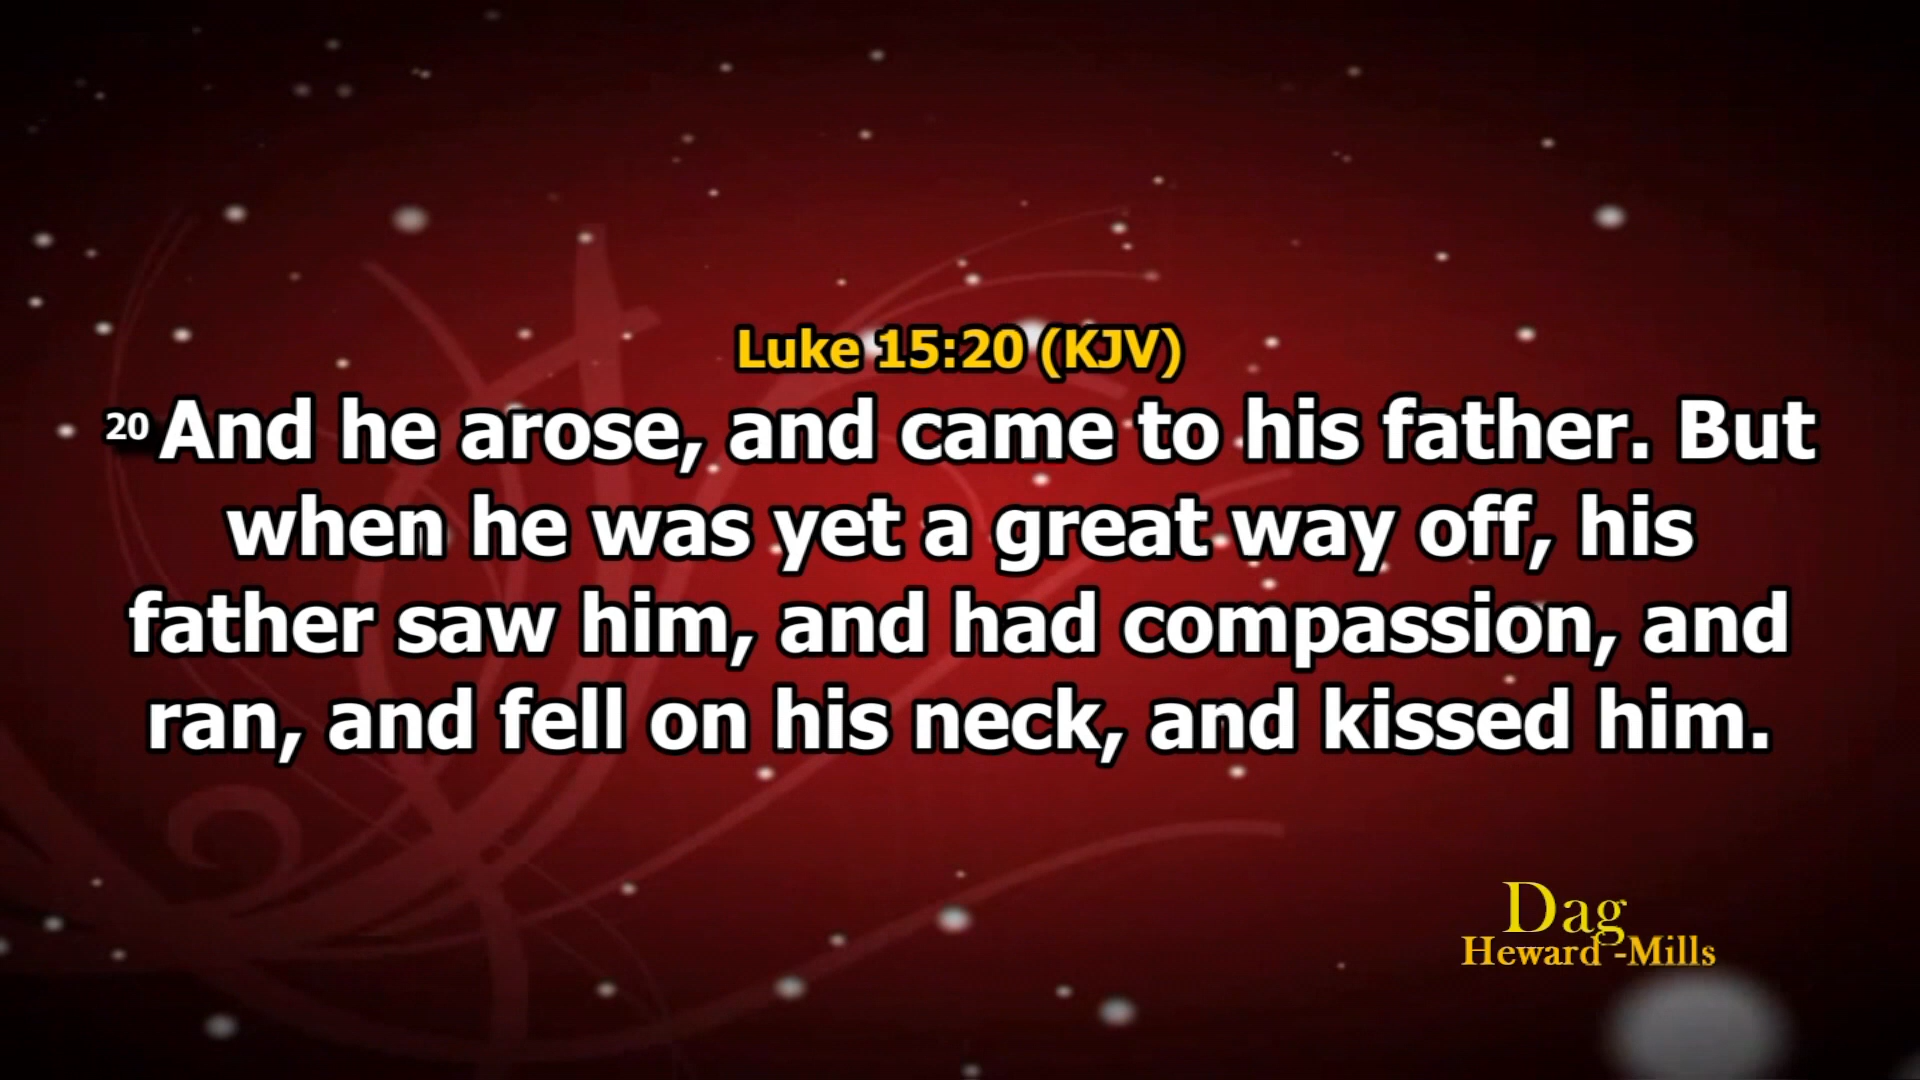 Luke 15:20 (KJV)
20 And he arose, and came to his father. But
when he was yet a great way off, his
father saw him, and had compassion, and
ran, and fell on his neck, and kissed him.
Dag
Heward -Mills